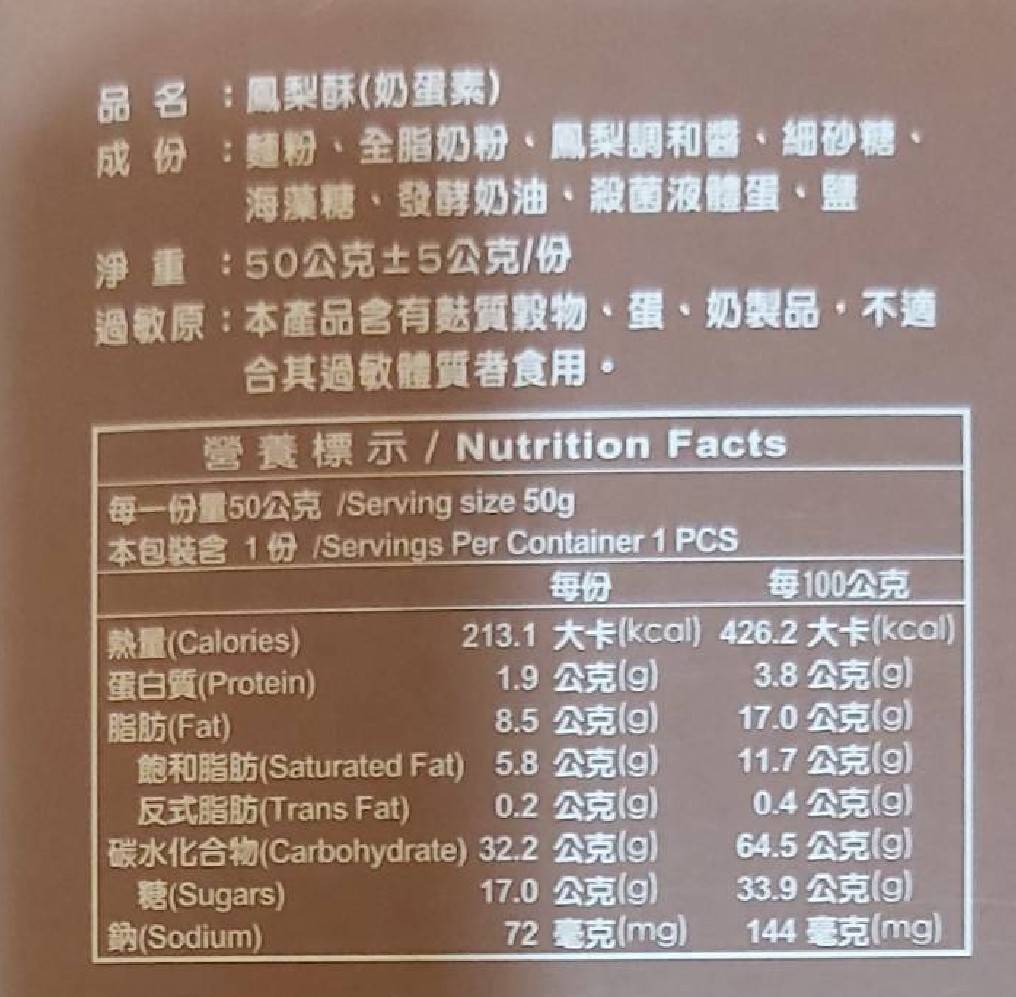 品 名 ：鳳梨酥(奶蛋素)
成 份 ：麵粉、全脂奶粉、鳳梨調和醬、細砂糖、
海藻糖、發酵奶油、殺菌液體蛋、鹽
淨 重 ：50公克±5公克/份
過敏原：本產品含有麩質穀物、蛋、奶製品，不適
合其過敏體質者食用。
營養標示 / Nutrition Facts
每一份量50公克 /Serving size 50g
本包裝含 1 份 /Servings Per Container 1 PCS
每份 每100公克
熱量(Calories) 213.1 大卡(kcal) 426.2 大卡(kcal)
蛋白質(Protein) 1.9 公克(g) 3.8 公克(g)
脂肪(Fat) 8.5 公克(g) 17.0 公克(g)
飽和脂肪(Saturated Fat) 5.8 公克(g) 11.7 公克(g)
反式脂肪(Trans Fat) 0.2 公克(g) 0.4 公克(g)
碳水化合物(Carbohydrate) 32.2 公克(g) 64.5 公克(g)
糖(Sugars) 17.0 公克(g) 33.9 公克(g)
鈉(Sodium) 72 毫克(mg) 144 毫克(mg)